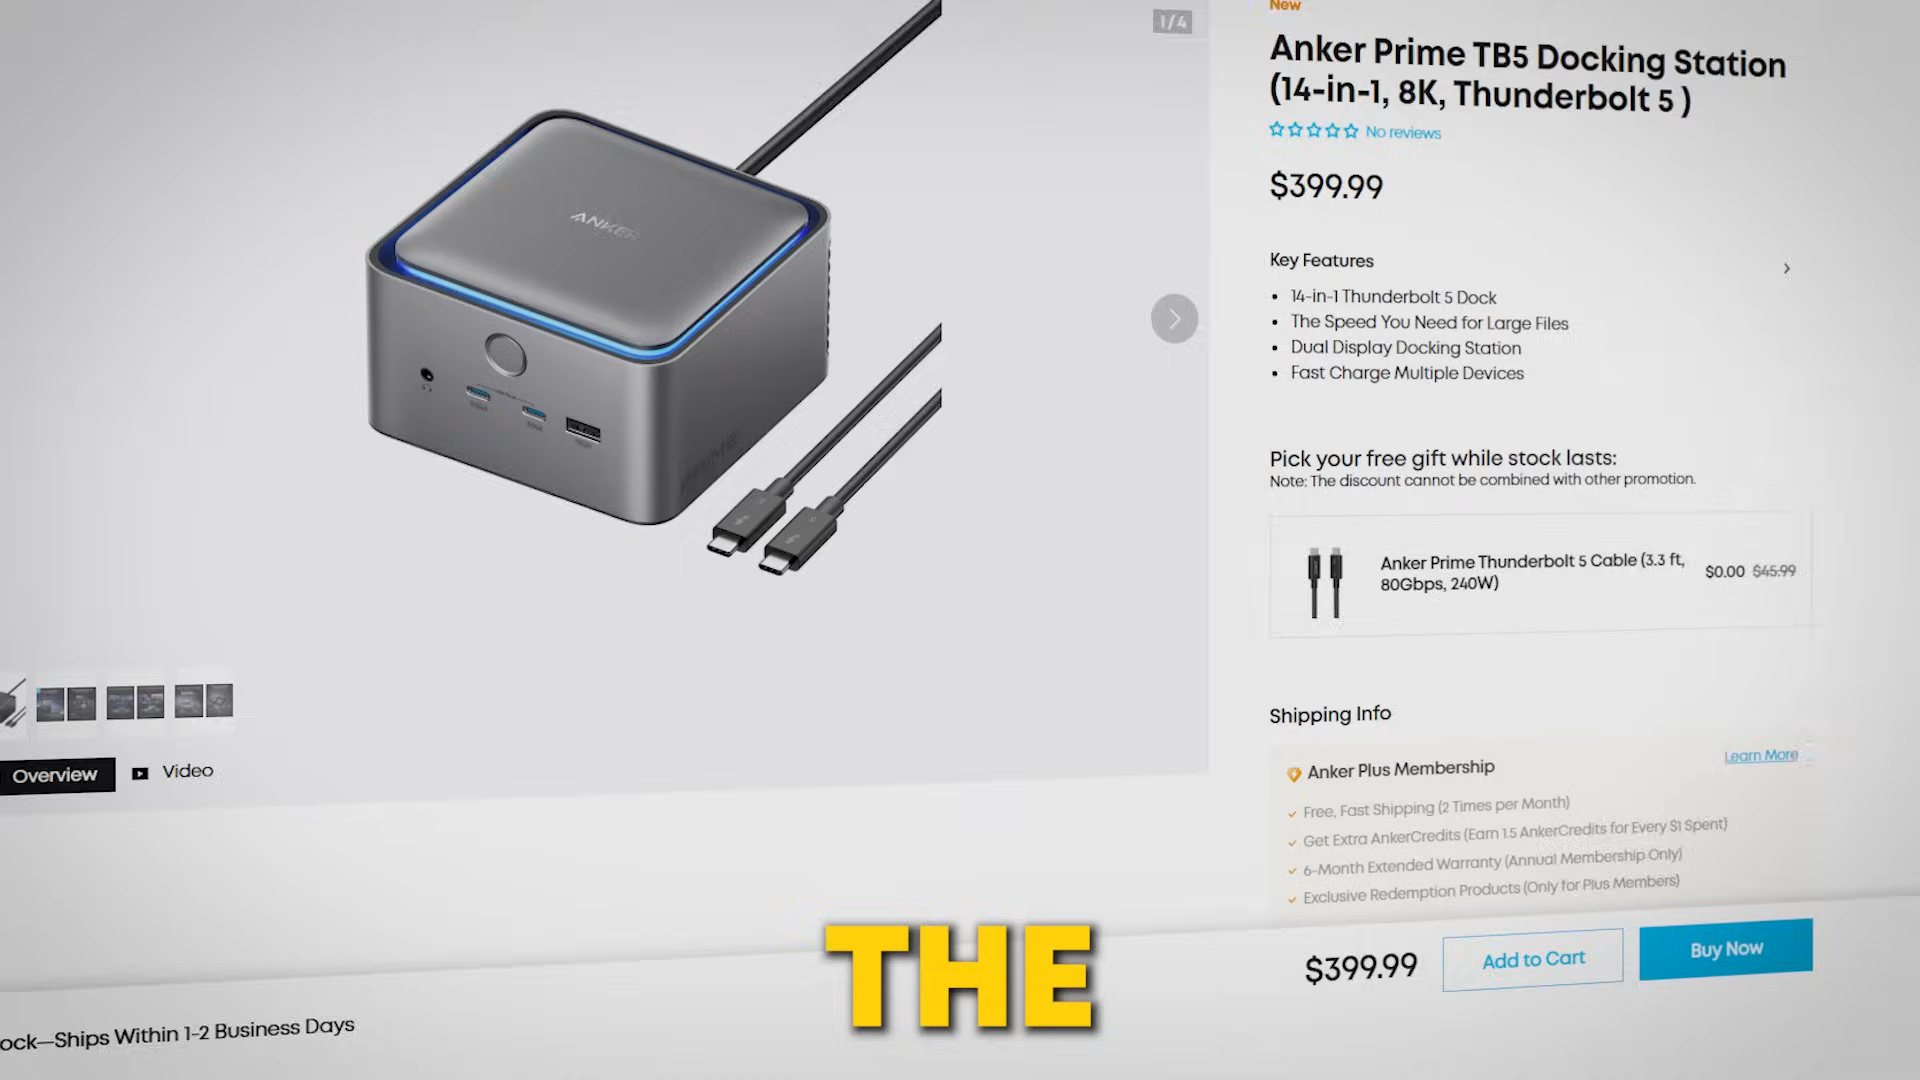 New
1/4
Anker Prime TB5 Docking Station
(14-in-1, 8K, Thunderbolt 5 )
No reviews
$399.99
ANKER
Key Features
14-in-1 Thunderbolt 5 Dock
The Speed You Need for Large Files
Dual Display Docking Station
Fast Charge Multiple Devices
PRIME
Pick your free gift while stock lasts:
Note: The discount cannot be combined with other promotion.
Anker Prime Thunderbolt 5 Cable (3.3 ft,
80Gbps, 240W)
$0.00 $45.99
Shipping Info
Overview
Video
Anker Plus Membership
Learn More
Free, Fast Shipping (2 Times per Month)
Get Extra AnkerCredits (Earn 1.5 AnkerCredits for Every $1 Spent)
6-Month Extended Warranty (Annual Membership Only)
Exclusive Redemption Products (Only for Plus Members)
THE
$399.99
Add to Cart
Buy Now
ock—Ships Within 1-2 Business Days